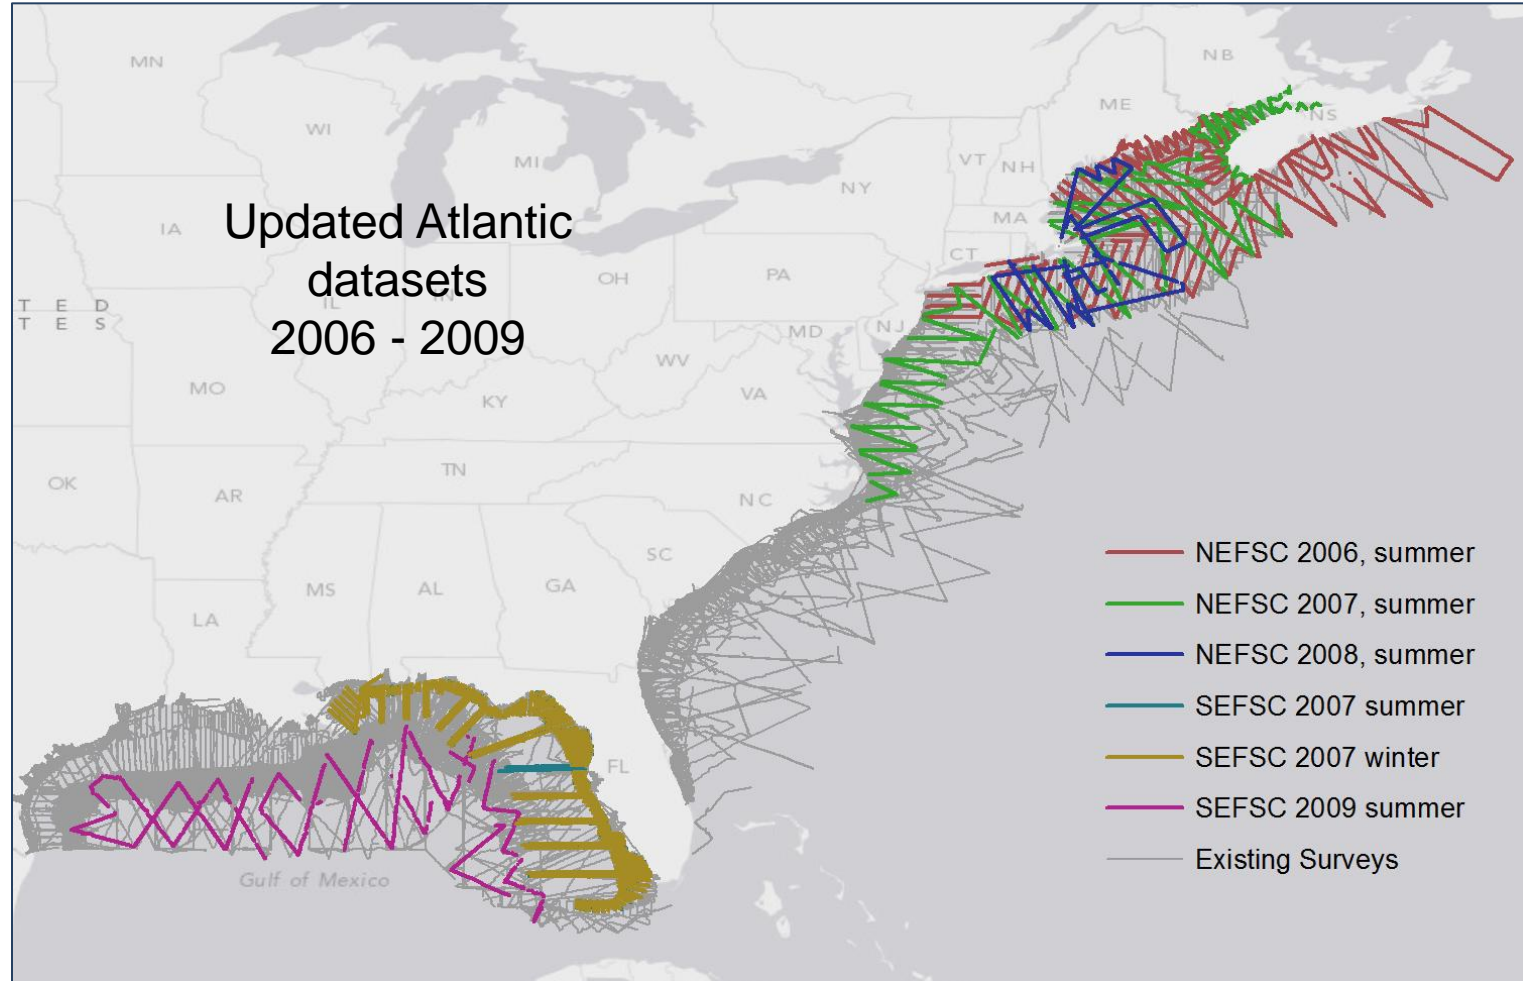 MN
NB
ME
NS
WI
MI
VT
NH
NY
MA
IA
CT
Updated Atlantic
datasets
2006 - 2009
PA
OH
IL
IN
T E D
T E S
NJ
MD
WV
MO
VA
KY
TN
OK
AR
NC
SC
MS
AL
GA
LA
FL
Gulf of Mexico
NEFSC 2006, summer
NEFSC 2007, summer
NEFSC 2008, summer
SEFSC 2007 summer
SEFSC 2007 winter
SEFSC 2009 summer
Existing Surveys